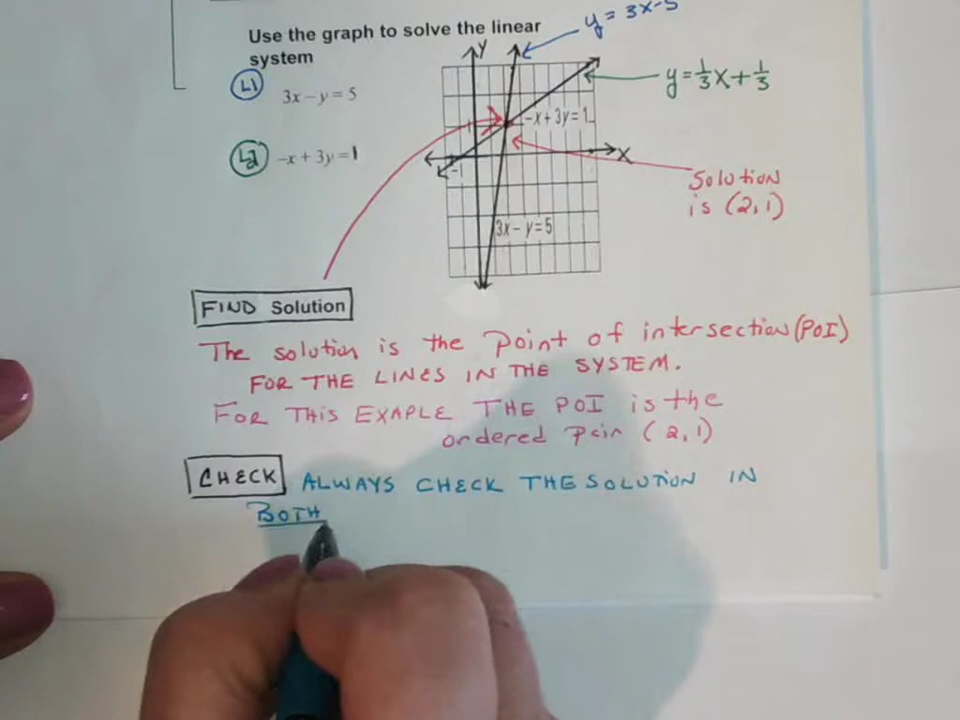 Use the graph to solve the linear
system
y = 3x-5
L1
3x - y = 5
y
y = 1/3 x + 1/3
-x + 3y = 1
L2
-x + 3y = 1
x
-1
Solution
is (2,1)
3x - y = 5
FIND Solution
The solution is the Point of intersection (POI)
FOR THE LINES IN THE SYSTEM.
FOR THIS EXAPLE THE POI is the
ordered Pair (2,1)
CHECK ALWAYS CHECK THE SOLUTION IN
BOTH